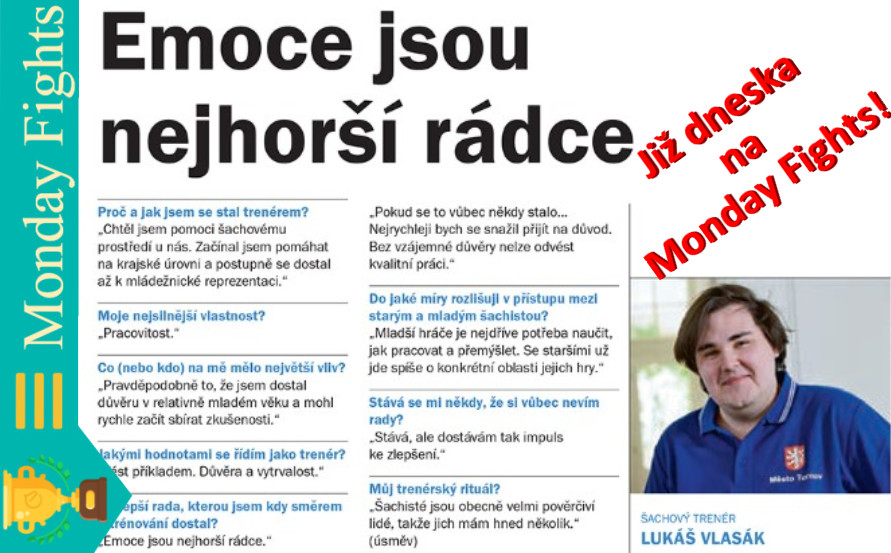 Monday Fights
Emoce jsou
nejhorší rádce
Již dneska
na
Monday Fights!
Proč a jak jsem se stal trenérem?
„Chtěl jsem pomoci šachovému
prostředí u nás. Začínal jsem pomáhat
na krajské úrovni a postupně se dostal
až k mládežnické reprezentaci.“
Moje nejsilnější vlastnost?
„Pracovitost.“
Co (nebo kdo) na mě mělo největší vliv?
„Pravděpodobně to, že jsem dostal
důvěru v relativně mladém věku a mohl
rychle začít sbírat zkušenosti.“
Jakými hodnotami se řídím jako trenér?
příkladem. Důvěra a vytrvalost.“
rada, kterou jsem kdy směrem
trénování dostal?
„Emoce jsou nejhorší rádce.“
„Pokud se to vůbec někdy stalo...
Nejrychleji bych se snažil přijít na důvod.
Bez vzájemné důvěry nelze odvést
kvalitní práci.“
Do jaké míry rozlišuji v přístupu mezi
starým a mladým šachistou?
„Mladší hráče je nejdříve potřeba naučit,
jak pracovat a přemýšlet. Se staršími už
jde spíše o konkrétní oblasti jejich hry.“
Stává se mi někdy, že si vůbec nevím
rady?
„Stává, ale dostávám tak impuls
ke zlepšení.“
Můj trenérský rituál?
„Šachisté jsou obecně velmi pověrčiví
lidé, takže jich mám hned několik.“
(úsměv)
Město Turnov
ŠACHOVÝ TRENÉR
LUKÁŠ VLASÁK